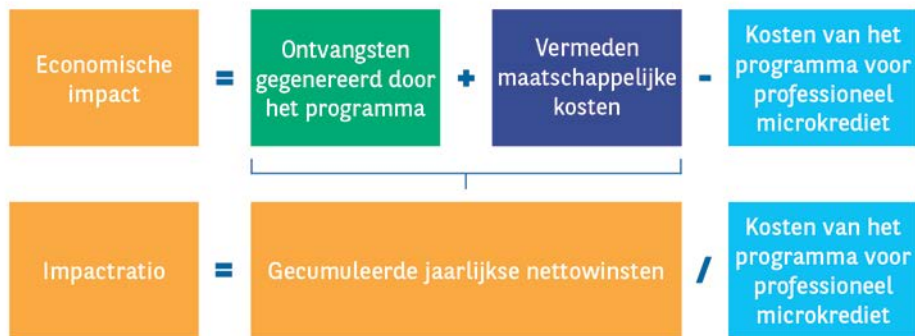 Economische
impact
=
Ontvangsten
gegenereerd door
het programma
+
Vermeden
maatschappelijke
kosten
-
Kosten van het
programma voor
professioneel
microkrediet
Impactratio
=
Gecumuleerde jaarlijkse nettowinsten
/
Kosten van het
programma voor
professioneel
microkrediet